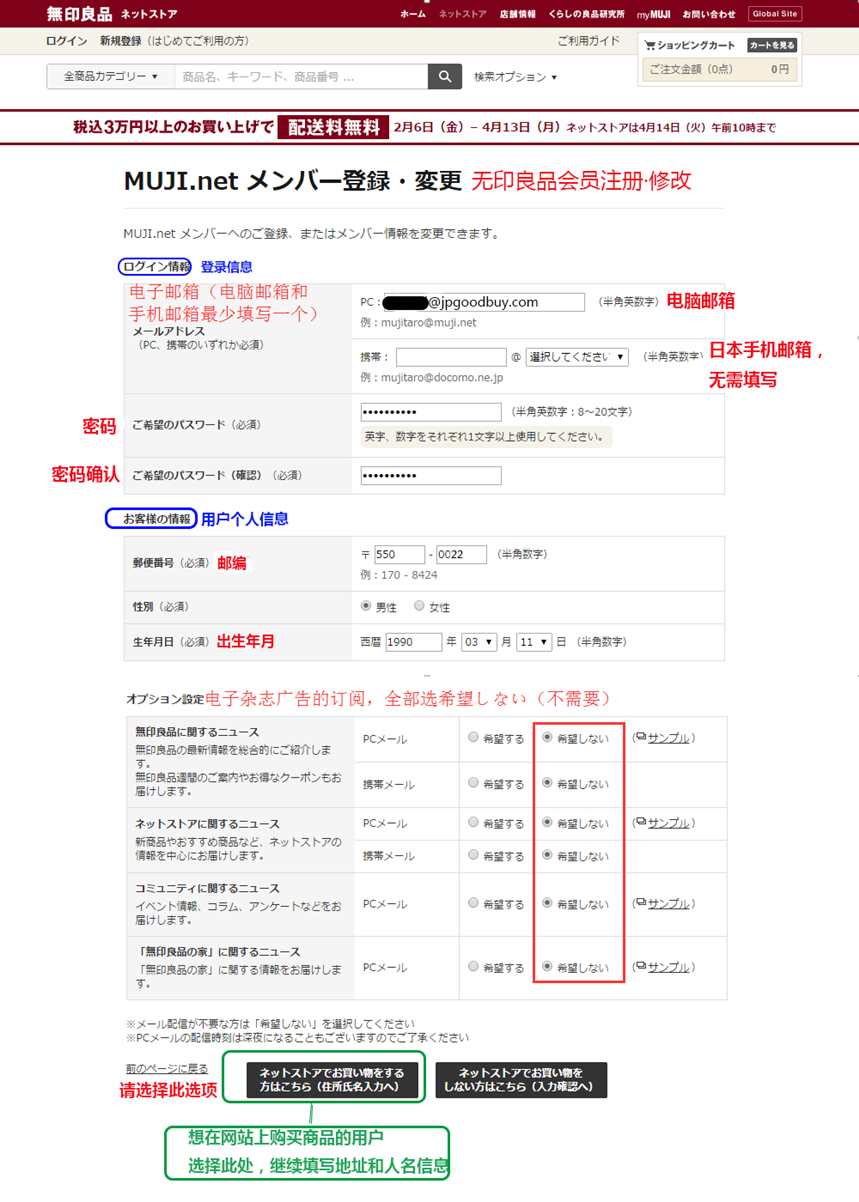 無印良品 ネットストア
ホーム ネットストア 店舗情報 くらしの良品研究所 myMUJI お問い合わせ Global Site
ログイン 新規登録（はじめてご利用の方） ご利用ガイド
ショッピングカート カートを見る
ご注文金額（0点） 0円
全商品カテゴリー ▼ 商品名、キーワード、商品番号 ... 検索オプション ▼
税込3万円以上のお買い上げで 配送料無料 2月6日（金）– 4月13日（月）ネットストアは4月14日（火）午前10時まで
MUJI.net メンバー登録・変更 无印良品会员注册·修改
MUJI.net メンバーへのご登録、またはメンバー情報を変更できます。
ログイン情報 登录信息
电子邮箱（电脑邮箱和
手机邮箱最少填写一个）
メールアドレス
（PC、携帯のいずれか必須）
PC： @jpgoodbuy.com （半角英数字） 电脑邮箱
例：mujitaro@muji.net
携帯： @ 選択してください ▼ （半角英数字） 日本手机邮箱，
无需填写
例：mujitaro@docomo.ne.jp
密码 ご希望のパスワード（必須） •••••••••• （半角英数字：8～20文字）
英字、数字をそれぞれ1文字以上使用してください。
密码确认 ご希望のパスワード（確認）（必須） ••••••••••
お客様の情報 用户个人信息
郵便番号（必須） 邮编 〒 550 - 0022 （半角数字）
例：170 - 8424
性別（必須） 男性 女性
生年月日（必須） 出生年月 西暦 1990 年 03 ▼ 月 11 ▼ 日 （半角数字）
オプション設定 电子杂志广告的订阅，全部选希望しない（不需要）
無印良品に関するニュース
無印良品の最新情報を総合的にご紹介しま
す。
無印良品週間のご案内やお得なクーポンもお
届けします。
PCメール 希望する 希望しない （サンプル）
携帯メール 希望する 希望しない
ネットストアに関するニュース
新商品やおすすめ商品など、ネットストアの
情報を中心にお届けします。
PCメール 希望する 希望しない （サンプル）
携帯メール 希望する 希望しない
コミュニティに関するニュース
イベント情報、コラム、アンケートなどをお
届けします。
PCメール 希望する 希望しない （サンプル）
「無印良品の家」に関するニュース
「無印良品の家」に関する情報をお届けしま
す。
PCメール 希望する 希望しない （サンプル）
※メール配信が不要な方は「希望しない」を選択してください
※PCメールの配信時刻は深夜になることもございますのでご了承ください
前のページに戻る
请选择此选项
ネットストアでお買い物をする
方はこちら（住所氏名入力へ）
ネットストアでお買い物を
しない方はこちら（入力確認へ）
想在网站上购买商品的用户
选择此处，继续填写地址和人名信息